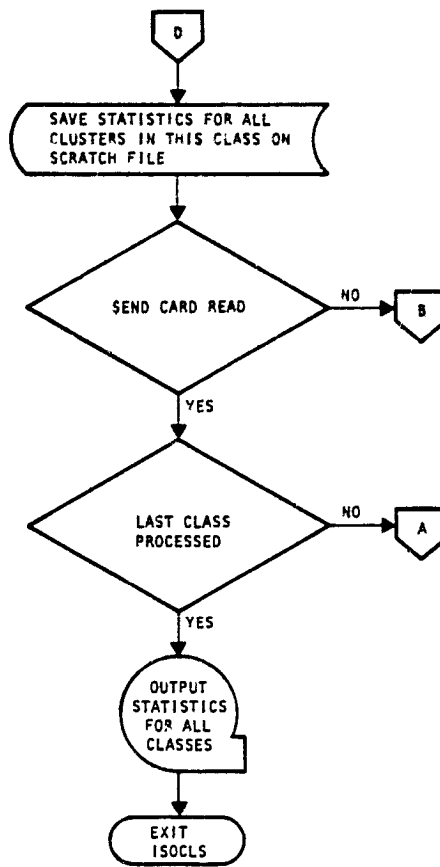 D
SAVE STATISTICS FOR ALL
CLUSTERS IN THIS CLASS ON
SCRATCH FILE
$END CARD READ
NO
B
YES
LAST CLASS
PROCESSED
NO
A
YES
OUTPUT
STATISTICS
FOR ALL
CLASSES
EXIT
ISOCLS